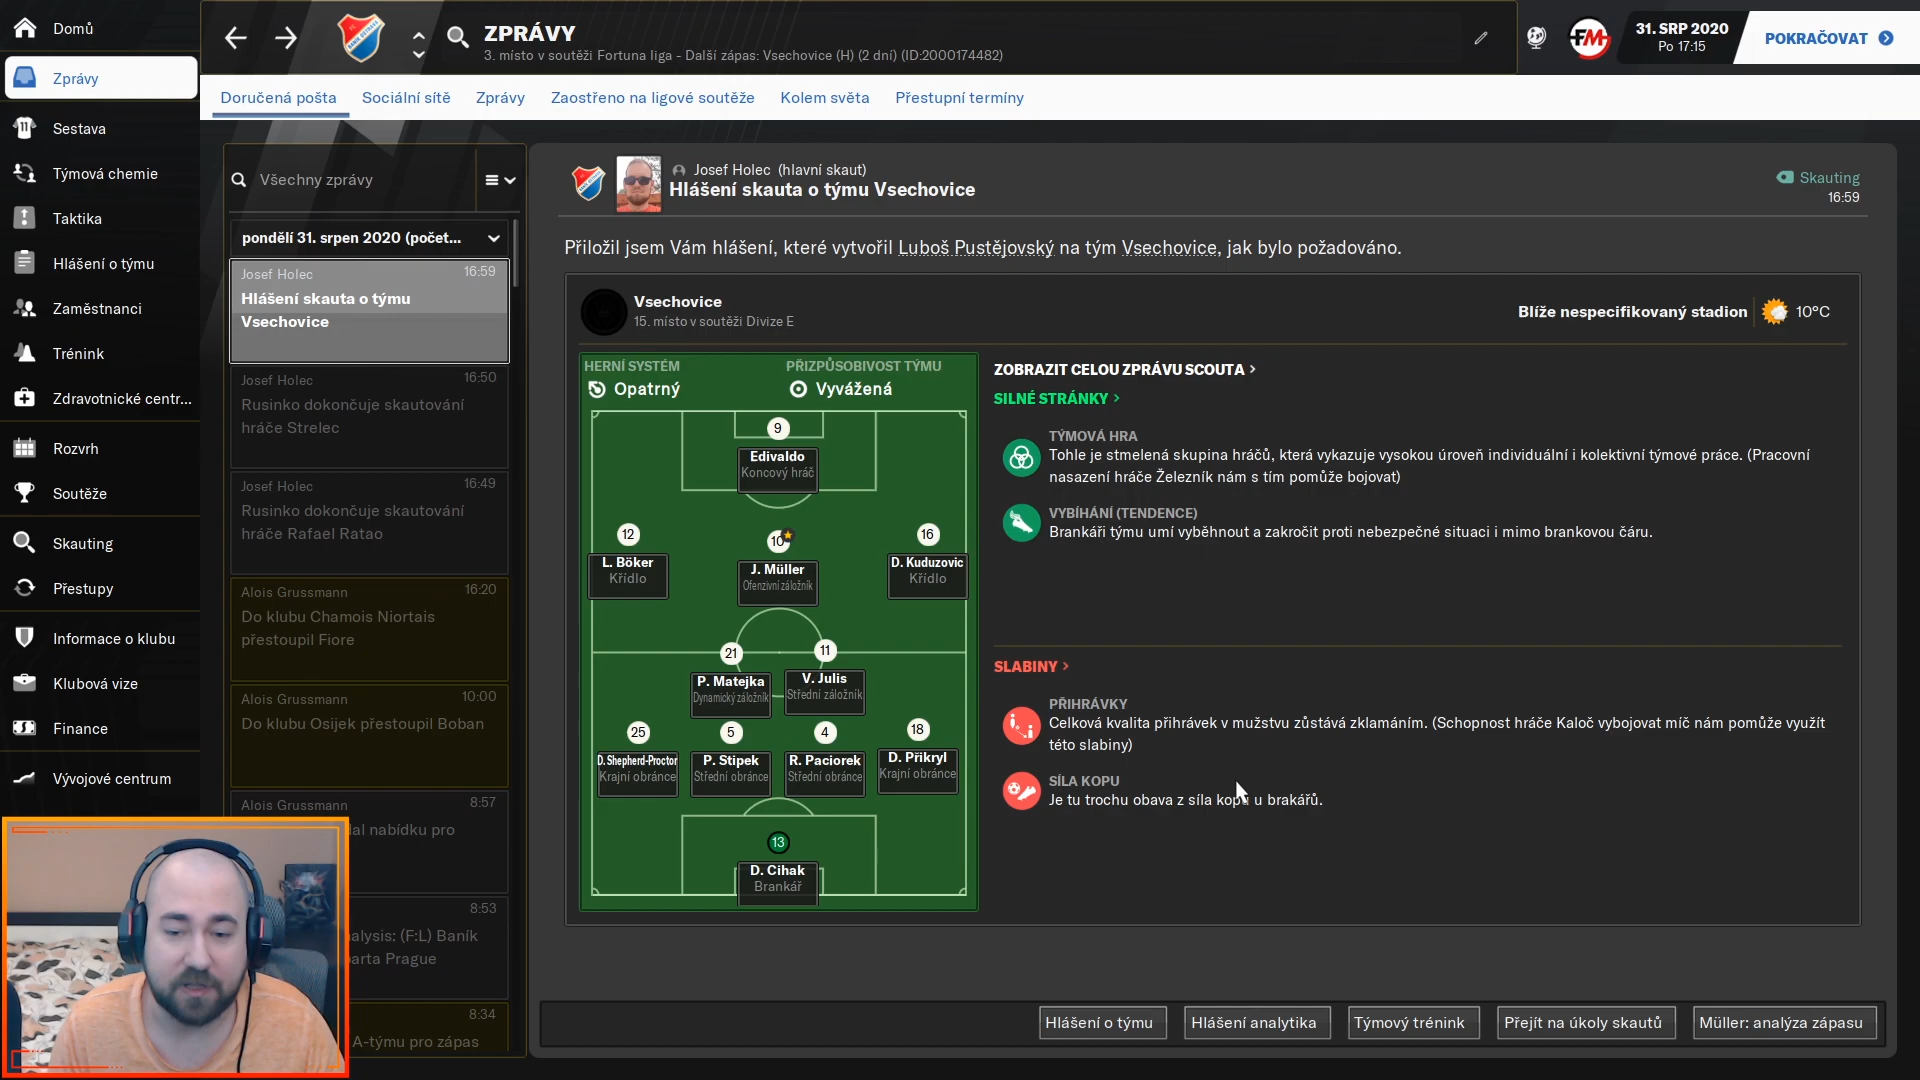 Domů
Zprávy
Sestava
Týmová chemie
Taktika
Hlášení o týmu
Zaměstnanci
Trénink
Zdravotnické centr...
Rozvrh
Soutěže
Skauting
Přestupy
Informace o klubu
Klubová vize
Finance
Vývojové centrum
ZPRÁVY
3. místo v soutěži Fortuna liga - Další zápas: Vsechovice (H) (2 dní) (ID:2000174482)
FM
31. SRP 2020
Po 17:15
POKRAČOVAT
Doručená pošta
Sociální sítě
Zprávy
Zaostřeno na ligové soutěže
Kolem světa
Přestupní termíny
Všechny zprávy
pondělí 31. srpen 2020 (počet...
Josef Holec 16:59
Hlášení skauta o týmu
Vsechovice
Josef Holec 16:50
Rusinko dokončuje skautování
hráče Strelec
Josef Holec 16:49
Rusinko dokončuje skautování
hráče Rafael Ratao
Alois Grussmann 16:20
Do klubu Chamois Niortais
přestoupil Fiore
Alois Grussmann 10:00
Do klubu Osijek přestoupil Boban
Alois Grussmann 8:57
al nabídku pro
8:53
alysis: (F:L) Baník
arta Prague
8:34
A-týmu pro zápas
Josef Holec (hlavní skaut)
Hlášení skauta o týmu Vsechovice
Skauting
16:59
Přiložil jsem Vám hlášení, které vytvořil Luboš Pustějovský na tým Vsechovice, jak bylo požadováno.
Vsechovice
15. místo v soutěži Divize E
Blíže nespecifikovaný stadion 10°C
HERNÍ SYSTÉM
Opatrný
PŘIZPŮSOBIVOST TÝMU
Vyvážená
9
Edivaldo
Koncový hráč
12
L. Böker
Křídlo
10
J. Müller
Ofenzivní záložník
16
D. Kuduzovic
Křídlo
21
P. Matejka
Dynamický záložník
11
V. Julis
Střední záložník
25
D. Shepherd-Proctor
Krajní obránce
5
P. Stipek
Střední obránce
4
R. Paciorek
Střední obránce
18
D. Přikryl
Krajní obránce
13
D. Cihak
Brankář
ZOBRAZIT CELOU ZPRÁVU SCOUTA >
SILNÉ STRÁNKY >
TÝMOVÁ HRA
Tohle je stmelená skupina hráčů, která vykazuje vysokou úroveň individuální i kolektivní týmové práce. (Pracovní
nasazení hráče Železník nám s tím pomůže bojovat)
VYBÍHÁNÍ (TENDENCE)
Brankáři týmu umí vyběhnout a zakročit proti nebezpečné situaci i mimo brankovou čáru.
SLABINY >
PŘIHRÁVKY
Celková kvalita přihrávek v mužstvu zůstává zklamáním. (Schopnost hráče Kaloč vybojovat míč nám pomůže využít
této slabiny)
SÍLA KOPU
Je tu trochu obava z síla kopu u brakářů.
Hlášení o týmu
Hlášení analytika
Týmový trénink
Přejít na úkoly skautů
Müller: analýza zápasu